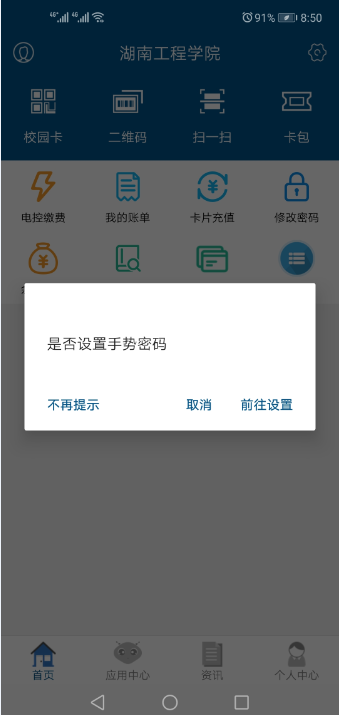 4G+ 4G 91% 8:50
湖南工程学院
校园卡 二维码 扫一扫 卡包
电控缴费 我的账单 卡片充值 修改密码
是否设置手势密码
不再提示 取消 前往设置
首页 应用中心 资讯 个人中心